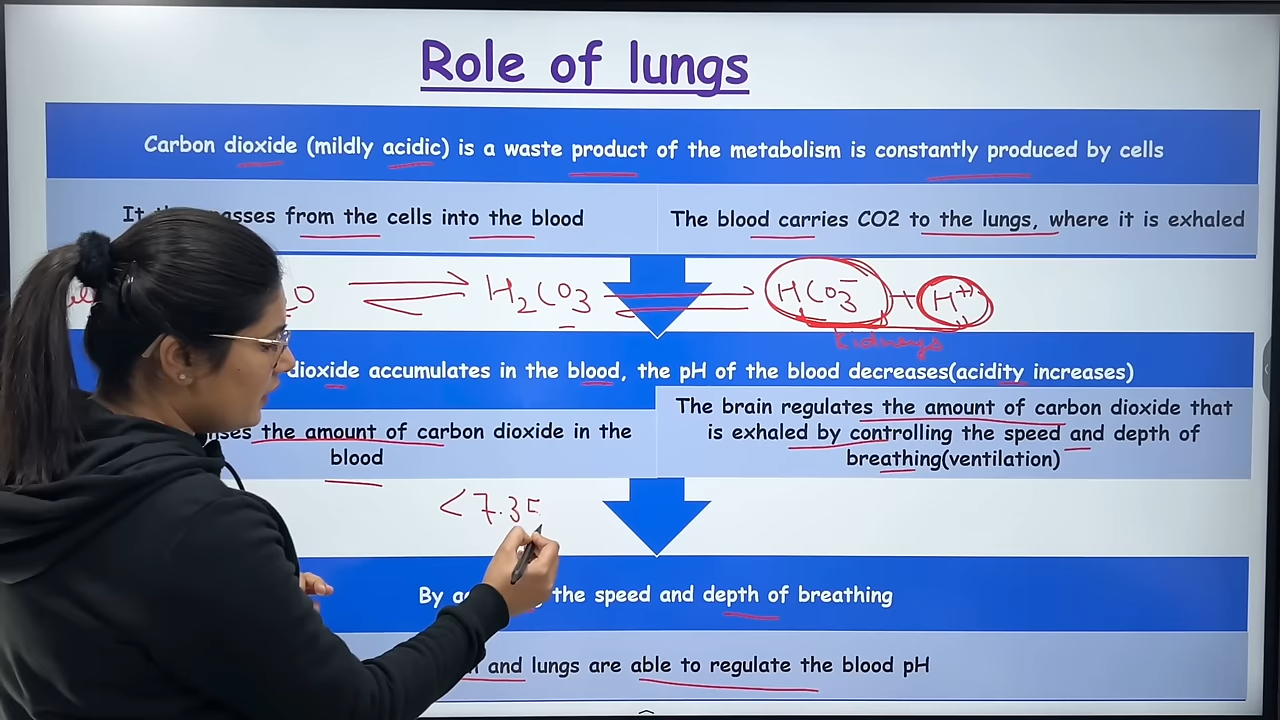 Role of lungs
Carbon dioxide (mildly acidic) is a waste product of the metabolism is constantly produced by cells
It passes from the cells into the blood
The blood carries CO2 to the lungs, where it is exhaled
O ⇌ H₂CO₃ ⇌ HCO₃⁻ + H⁺
kidneys
dioxide accumulates in the blood, the pH of the blood decreases(acidity increases)
the amount of carbon dioxide in the
blood
The brain regulates the amount of carbon dioxide that
is exhaled by controlling the speed and depth of
breathing(ventilation)
<7.35
By the speed and depth of breathing
and lungs are able to regulate the blood pH